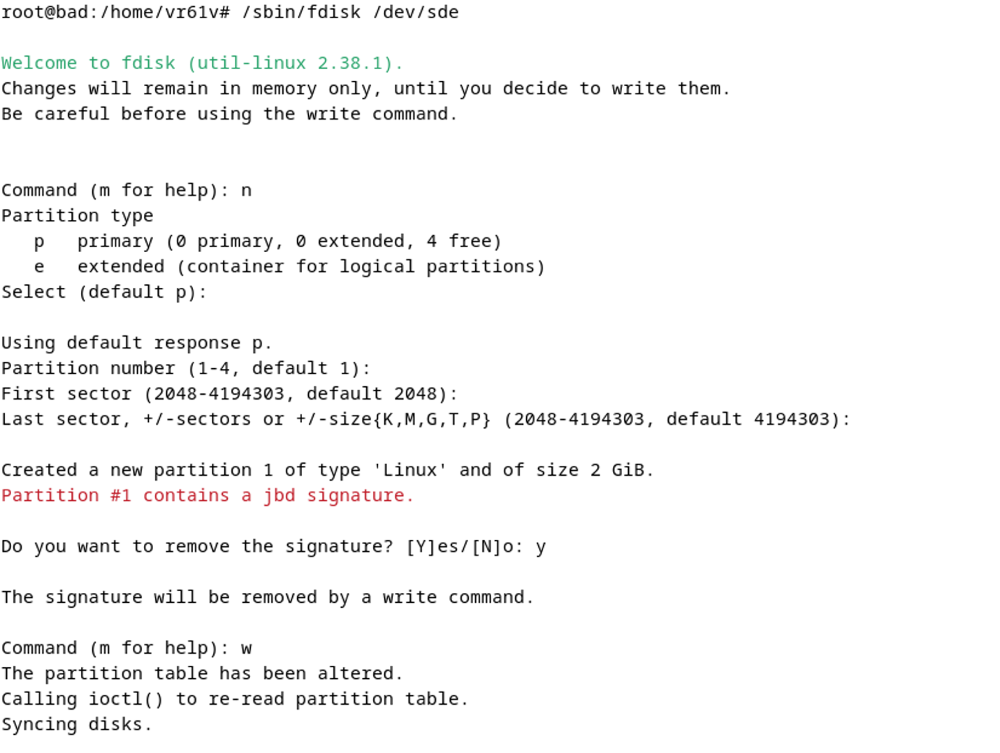 root@bad:/home/vr61v# /sbin/fdisk /dev/sde
Welcome to fdisk (util-linux 2.38.1).
Changes will remain in memory only, until you decide to write them.
Be careful before using the write command.
Command (m for help): n
Partition type
   p   primary (0 primary, 0 extended, 4 free)
   e   extended (container for logical partitions)
Select (default p):
Using default response p.
Partition number (1-4, default 1):
First sector (2048-4194303, default 2048):
Last sector, +/-sectors or +/-size{K,M,G,T,P} (2048-4194303, default 4194303):
Created a new partition 1 of type 'Linux' and of size 2 GiB.
Partition #1 contains a jbd signature.
Do you want to remove the signature? [Y]es/[N]o: y
The signature will be removed by a write command.
Command (m for help): w
The partition table has been altered.
Calling ioctl() to re-read partition table.
Syncing disks.